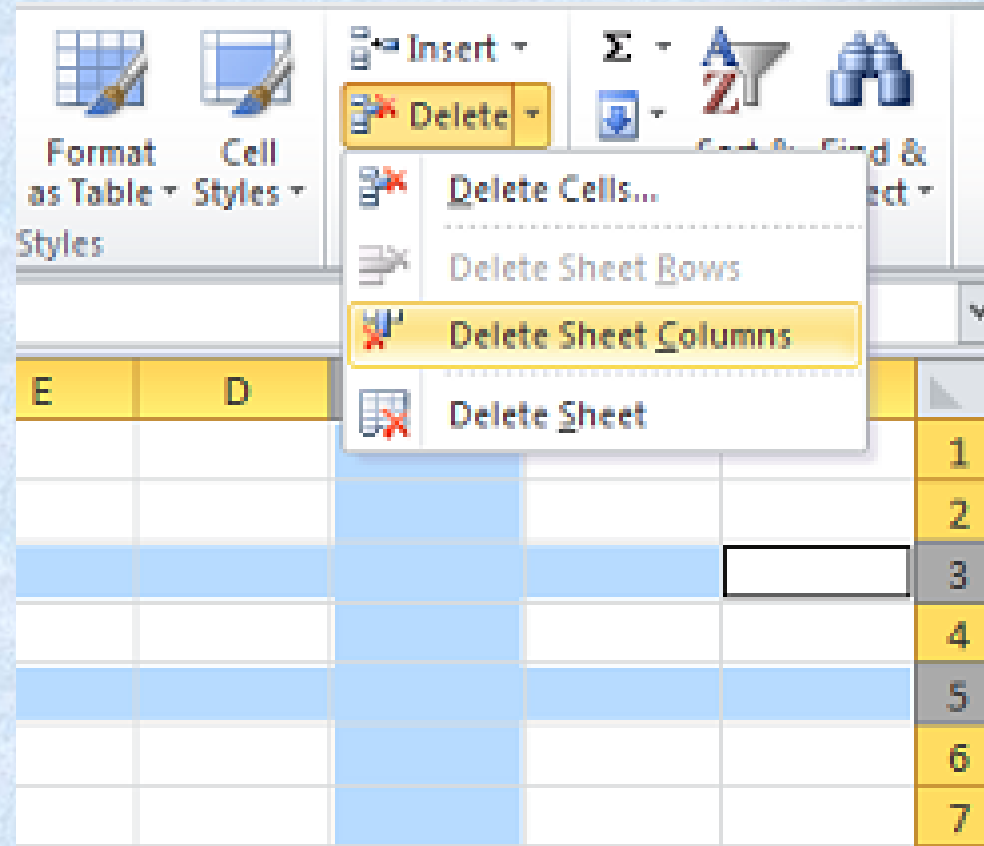 Insert
Σ
Delete
Format
as Table
Cell
Styles
Styles
A
Z
Find &
Delete Cells...
Delete Sheet Rows
Delete Sheet Columns
Delete Sheet
E
D
1
2
3
4
5
6
7